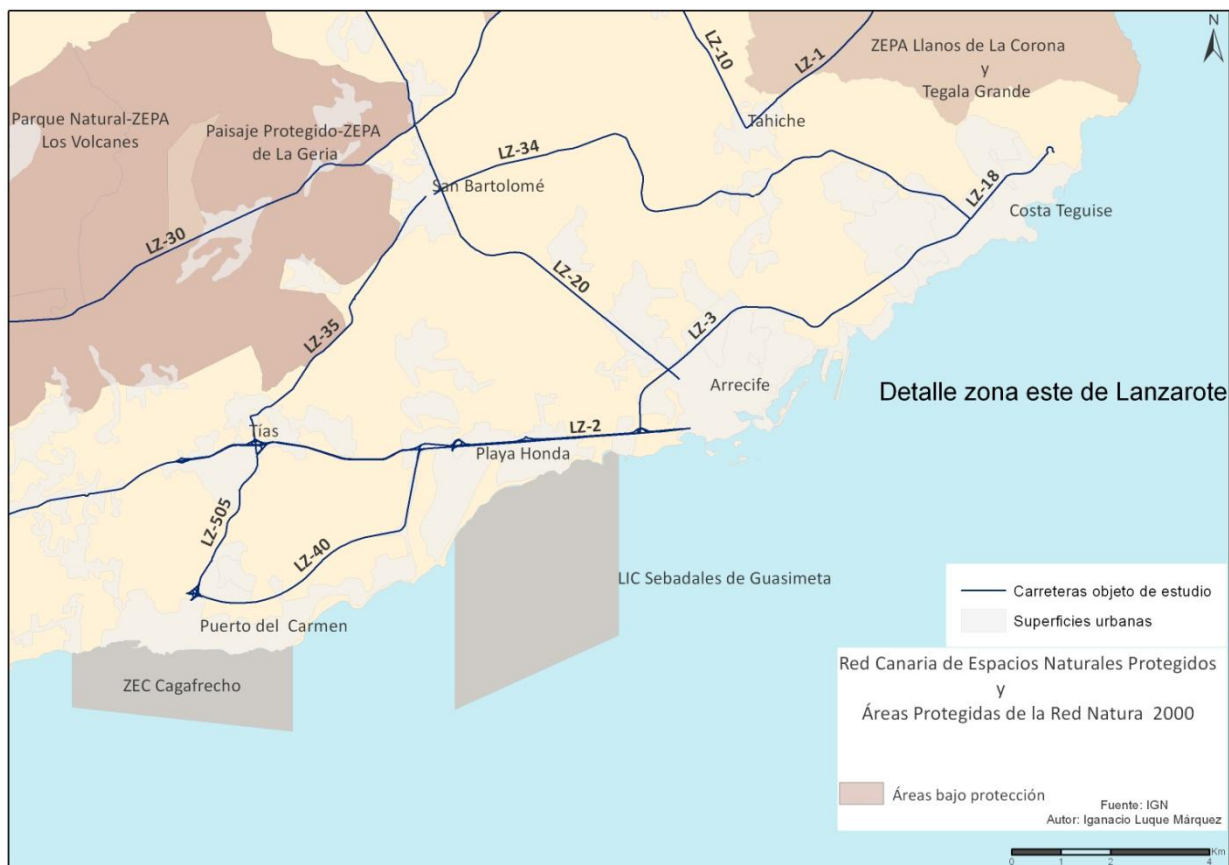 N
ZEPA Llanos de La Corona
y
Tegala Grande
LZ-10
LZ-1
Parque Natural-ZEPA
Los Volcanes
Paisaje Protegido-ZEPA
de La Geria
Tahiche
LZ-34
San Bartolomé
LZ-18
Costa Teguise
LZ-30
LZ-20
LZ-35
LZ-3
Arrecife
Detalle zona este de Lanzarote
Tías
LZ-2
Playa Honda
LZ-505
LZ-40
LIC Sebadales de Guasimeta
Puerto del Carmen
ZEC Cagafrecho
Carreteras objeto de estudio
Superficies urbanas
Red Canaria de Espacios Naturales Protegidos
y
Áreas Protegidas de la Red Natura 2000
Áreas bajo protección
Fuente: IGN
Autor: Iganacio Luque Márquez
Km
0 1 2 4